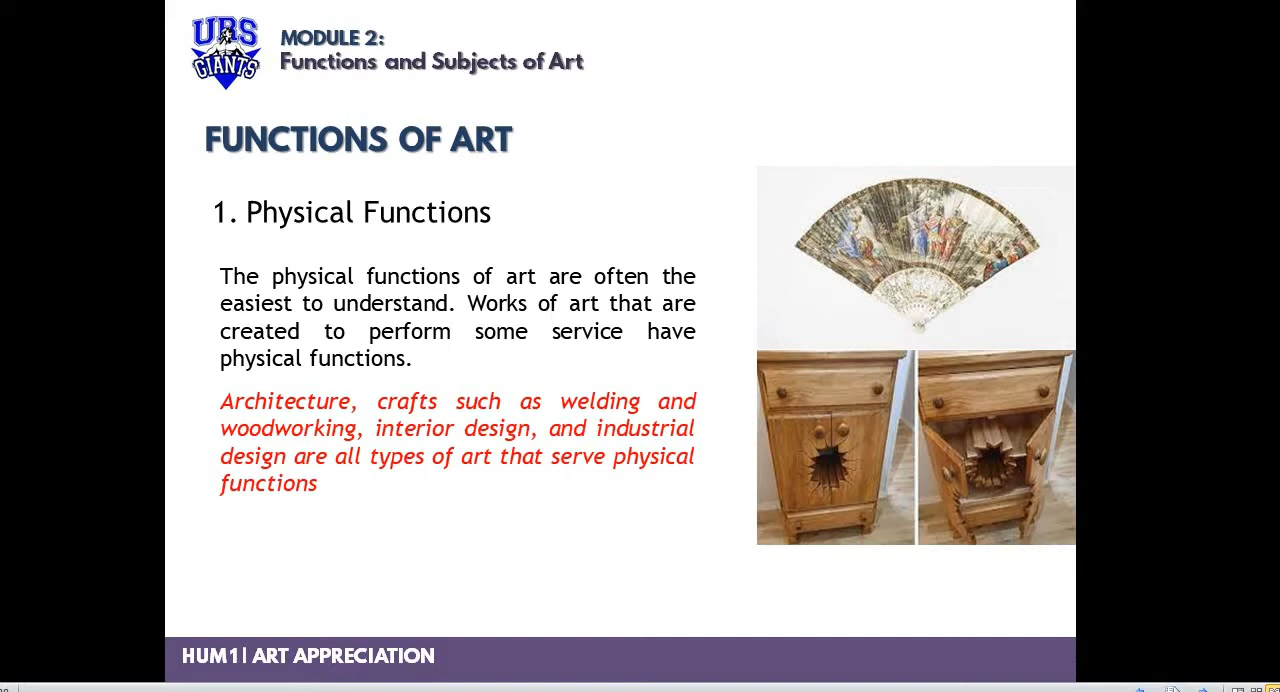 URS
GIANTS
MODULE 2:
Functions and Subjects of Art
FUNCTIONS OF ART
1. Physical Functions
The physical functions of art are often the
easiest to understand. Works of art that are
created to perform some service have
physical functions.
Architecture, crafts such as welding and
woodworking, interior design, and industrial
design are all types of art that serve physical
functions
HUM1| ART APPRECIATION